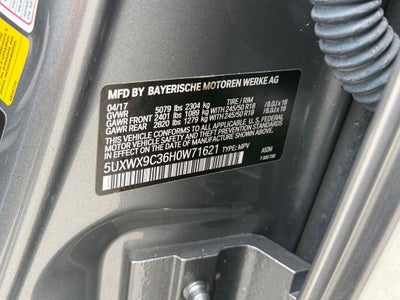 MFD BY BAYERISCHE MOTOREN WERKE AG
04/17 TIRE / RIM
GVWR 5079 lbs 2304 kg
GAWR FRONT 2401 lbs 1089 kg WITH 245/50 R18
GAWR REAR 2820 lbs 1279 kg WITH 245/50 R18
THIS VEHICLE CONFORMS TO ALL APPLICABLE U.S. FEDERAL
MOTOR VEHICLE SAFETY AND THEFT PREVENTION STANDARDS
IN EFFECT ON THE DATE OF MANUFACTURE SHOWN ABOVE.
5UXWX9C36H0W71621 TYPE: MPV